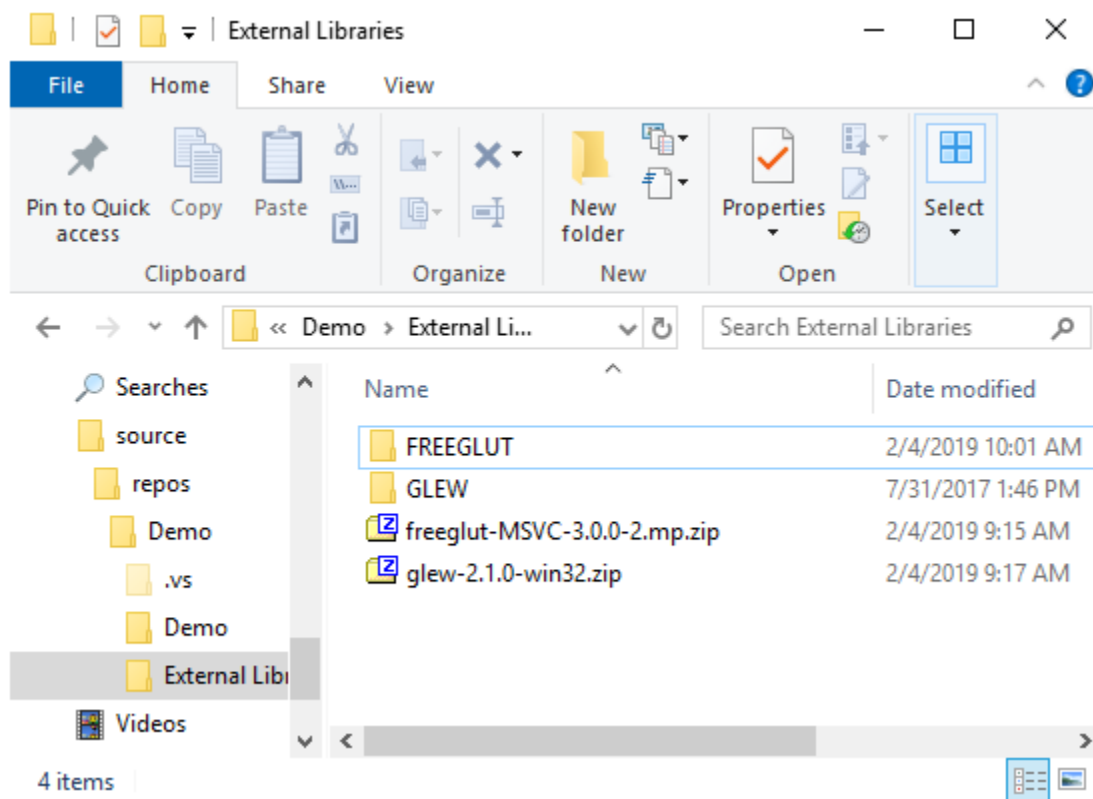 External Libraries
File Home Share View
Pin to Quick access Copy Paste New folder Properties Select
Clipboard Organize New Open
« Demo > External Li... Search External Libraries
Searches
source
repos
Demo
.vs
Demo
External Libr
Videos
Name Date modified
FREEGLUT 2/4/2019 10:01 AM
GLEW 7/31/2017 1:46 PM
freeglut-MSVC-3.0.0-2.mp.zip 2/4/2019 9:15 AM
glew-2.1.0-win32.zip 2/4/2019 9:17 AM
4 items